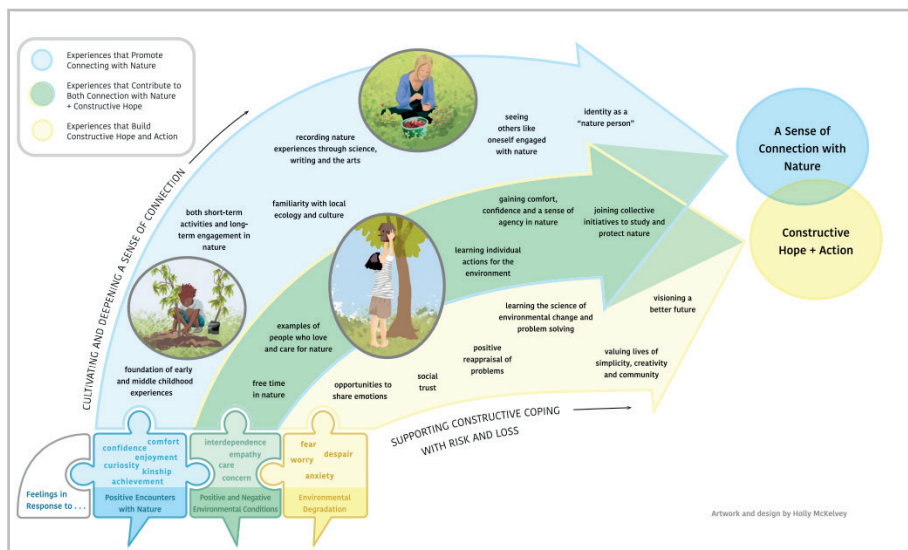 Experiences that Promote
Connecting with Nature
Experiences that Contribute to
Both Connection with Nature
+ Constructive Hope
Experiences that Build
Constructive Hope and Action
CULTIVATING AND DEEPENING A SENSE OF CONNECTION
recording nature
experiences through science,
writing and the arts
seeing
others like
oneself engaged
with nature
identity as a
“nature person”
both short-term
activities and long-
term engagement in
nature
familiarity with local
ecology and culture
foundation of early
and middle childhood
experiences
gaining comfort,
confidence and a sense of
agency in nature
joining collective
initiatives to study and
protect nature
learning individual
actions for the
environment
examples of
people who love
and care for nature
free time
in nature
learning the science of
environmental change and
problem solving
visioning a
better future
positive
reappraisal of
problems
social
trust
opportunities to
share emotions
valuing lives of
simplicity, creativity
and community
SUPPORTING CONSTRUCTIVE COPING
WITH RISK AND LOSS
A Sense of
Connection with
Nature
Constructive
Hope + Action
Feelings in
Response to . . .
comfort
confidence
enjoyment
curiosity
kinship
achievement
Positive Encounters
with Nature
interdependence
empathy
care
concern
Positive and Negative
Environmental Conditions
fear
despair
worry
anxiety
Environmental
Degradation
Artwork and design by Holly McKelvey